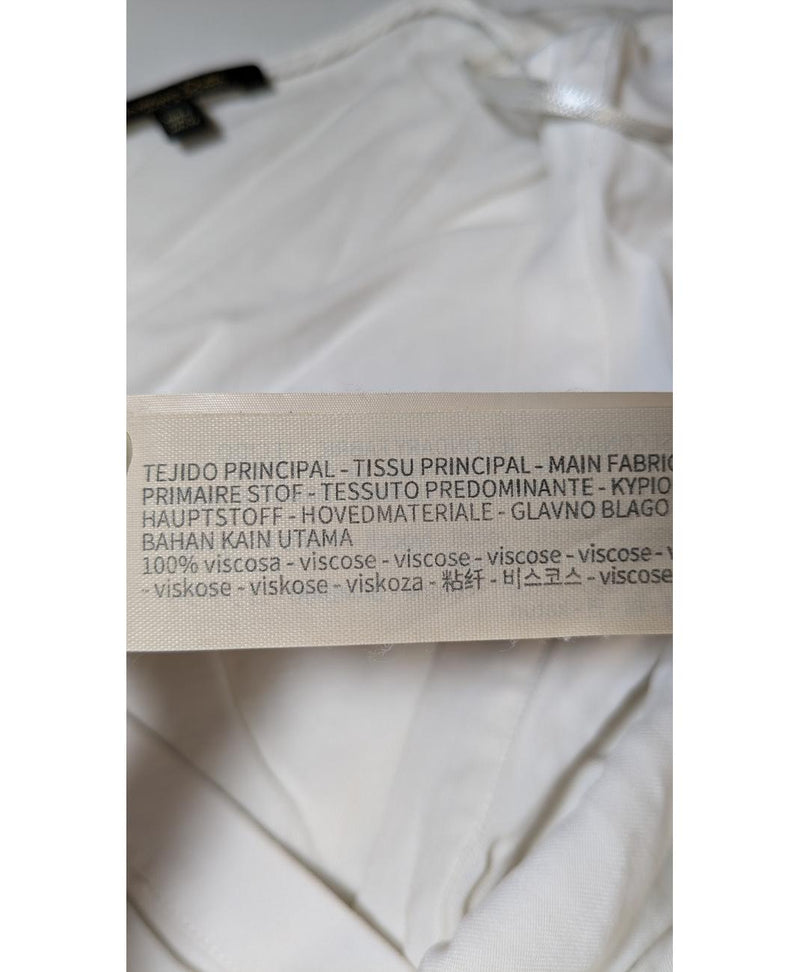 TEJIDO PRINCIPAL - TISSU PRINCIPAL - MAIN FABRIC
PRIMAIRE STOF - TESSUTO PREDOMINANTE - ΚΥΡΙΟ
HAUPTSTOFF - HOVEDMATERIALE - GLAVNO BLAGO
BAHAN KAIN UTAMA
100% viscosa - viscose - viscose - viscose - viscose -
- viskose - viskose - viskoza - 粘纤 - 비스코스 - viscose